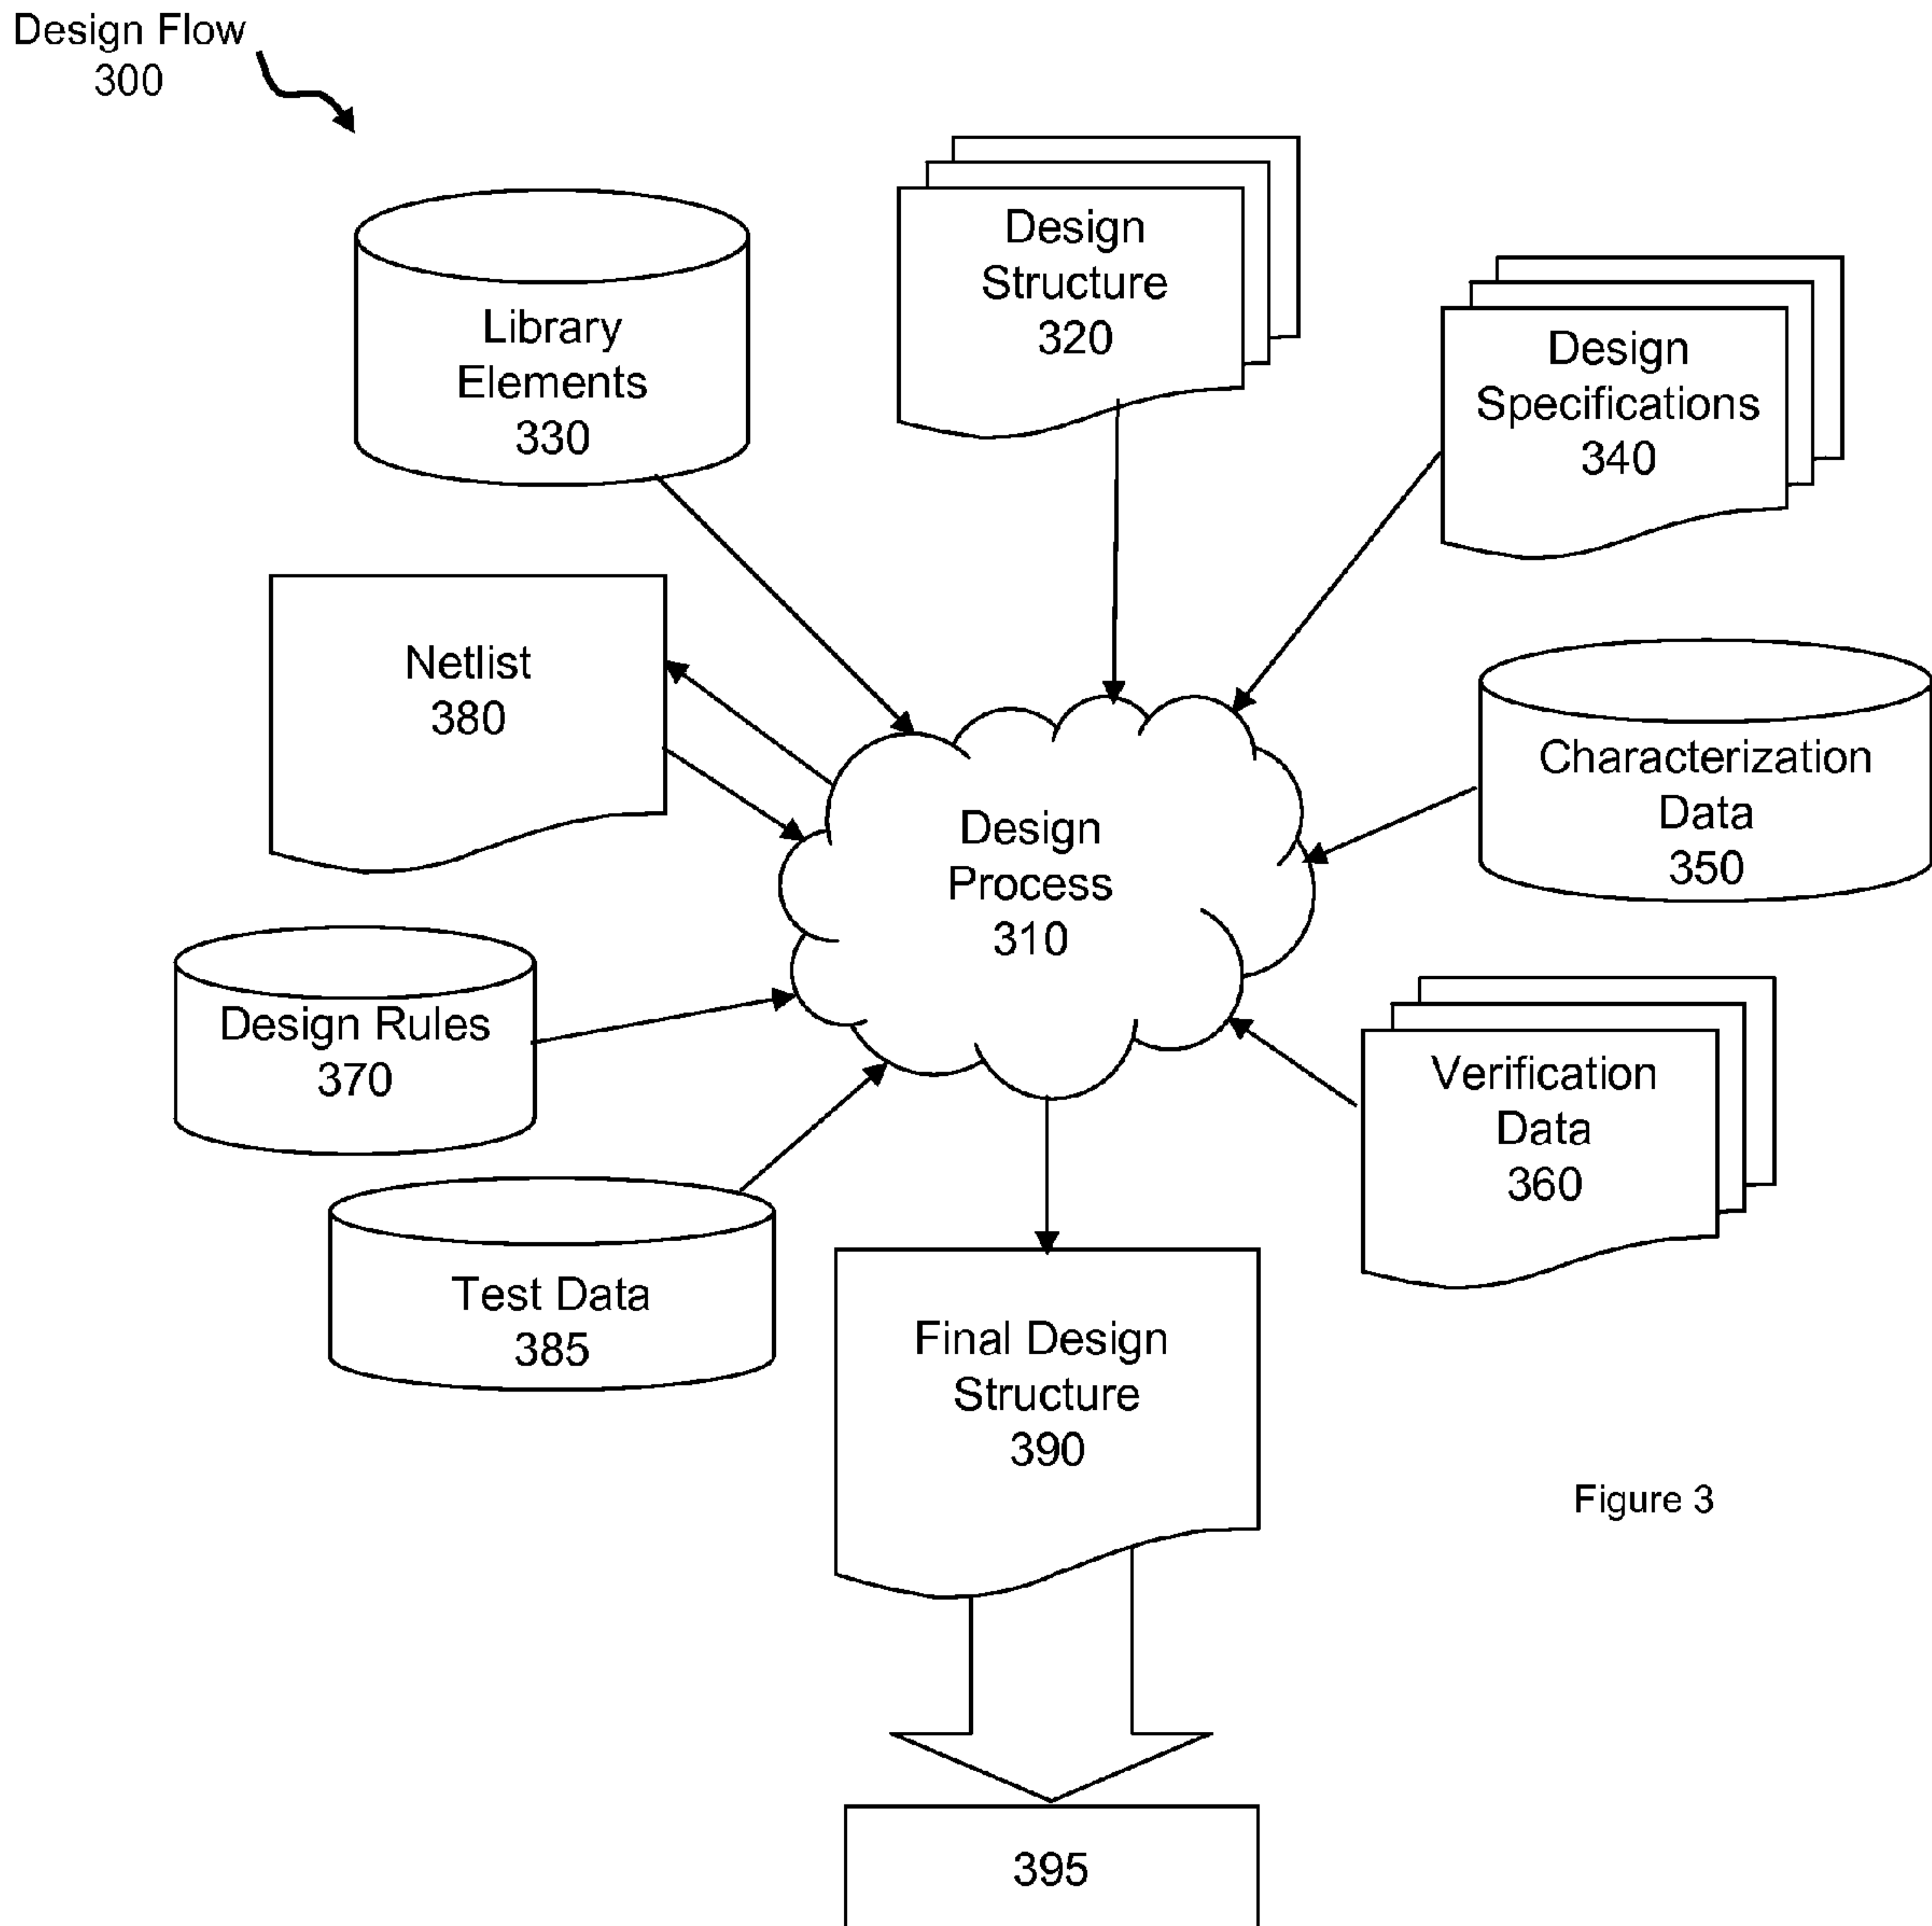 Design Flow
300
Design
Structure
320
Library
Elements
330
Design
Specifications
340
Netlist
380
Characterization
Data
350
Design
Process
310
Design Rules
370
Verification
Data
360
Test Data
385
Final Design
Structure
390
Figure 3
395